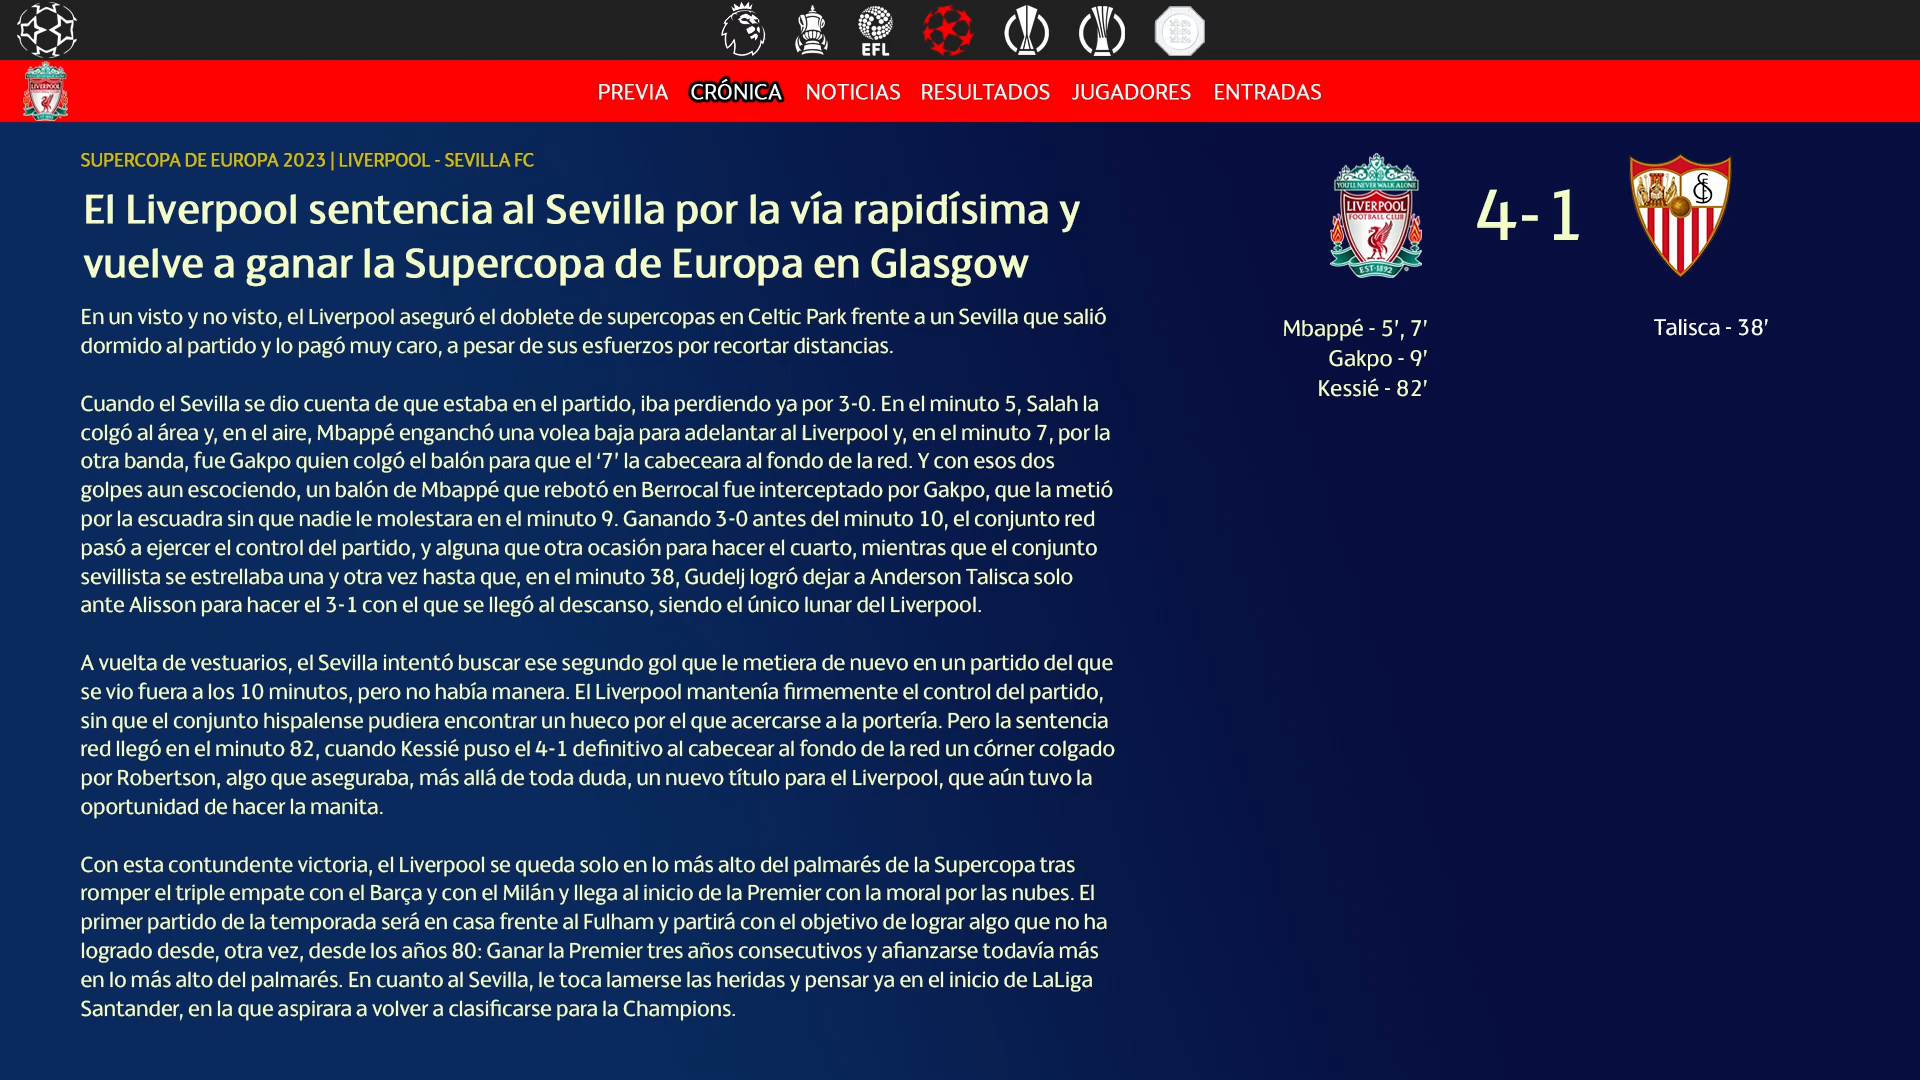 EFL
PREVIA CRÓNICA NOTICIAS RESULTADOS JUGADORES ENTRADAS
SUPERCOPA DE EUROPA 2023 | LIVERPOOL - SEVILLA FC
El Liverpool sentencia al Sevilla por la vía rapidísima y
vuelve a ganar la Supercopa de Europa en Glasgow
En un visto y no visto, el Liverpool aseguró el doblete de supercopas en Celtic Park frente a un Sevilla que salió
dormido al partido y lo pagó muy caro, a pesar de sus esfuerzos por recortar distancias.
Cuando el Sevilla se dio cuenta de que estaba en el partido, iba perdiendo ya por 3-0. En el minuto 5, Salah la
colgó al área y, en el aire, Mbappé enganchó una volea baja para adelantar al Liverpool y, en el minuto 7, por la
otra banda, fue Gakpo quien colgó el balón para que el ‘7’ la cabeceara al fondo de la red. Y con esos dos
golpes aun escociendo, un balón de Mbappé que rebotó en Berrocal fue interceptado por Gakpo, que la metió
por la escuadra sin que nadie le molestara en el minuto 9. Ganando 3-0 antes del minuto 10, el conjunto red
pasó a ejercer el control del partido, y alguna que otra ocasión para hacer el cuarto, mientras que el conjunto
sevillista se estrellaba una y otra vez hasta que, en el minuto 38, Gudelj logró dejar a Anderson Talisca solo
ante Alisson para hacer el 3-1 con el que se llegó al descanso, siendo el único lunar del Liverpool.
A vuelta de vestuarios, el Sevilla intentó buscar ese segundo gol que le metiera de nuevo en un partido del que
se vio fuera a los 10 minutos, pero no había manera. El Liverpool mantenía firmemente el control del partido,
sin que el conjunto hispalense pudiera encontrar un hueco por el que acercarse a la portería. Pero la sentencia
red llegó en el minuto 82, cuando Kessié puso el 4-1 definitivo al cabecear al fondo de la red un córner colgado
por Robertson, algo que aseguraba, más allá de toda duda, un nuevo título para el Liverpool, que aún tuvo la
oportunidad de hacer la manita.
Con esta contundente victoria, el Liverpool se queda solo en lo más alto del palmarés de la Supercopa tras
romper el triple empate con el Barça y con el Milán y llega al inicio de la Premier con la moral por las nubes. El
primer partido de la temporada será en casa frente al Fulham y partirá con el objetivo de lograr algo que no ha
logrado desde, otra vez, desde los años 80: Ganar la Premier tres años consecutivos y afianzarse todavía más
en lo más alto del palmarés. En cuanto al Sevilla, le toca lamerse las heridas y pensar ya en el inicio de LaLiga
Santander, en la que aspirara a volver a clasificarse para la Champions.
YOU'LL NEVER WALK ALONE
LIVERPOOL
FOOTBALL CLUB
EST·1892
4-1
Mbappé - 5’, 7’
Gakpo - 9’
Kessié - 82’
Talisca - 38’